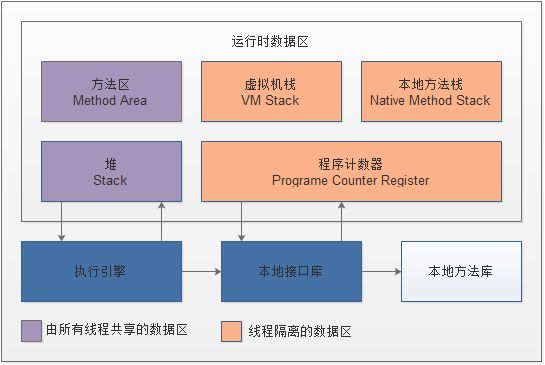 运行时数据区
方法区
Method Area
虚拟机栈
VM Stack
本地方法栈
Native Method Stack
堆
Stack
程序计数器
Programe Counter Register
执行引擎
本地接口库
本地方法库
由所有线程共享的数据区
线程隔离的数据区